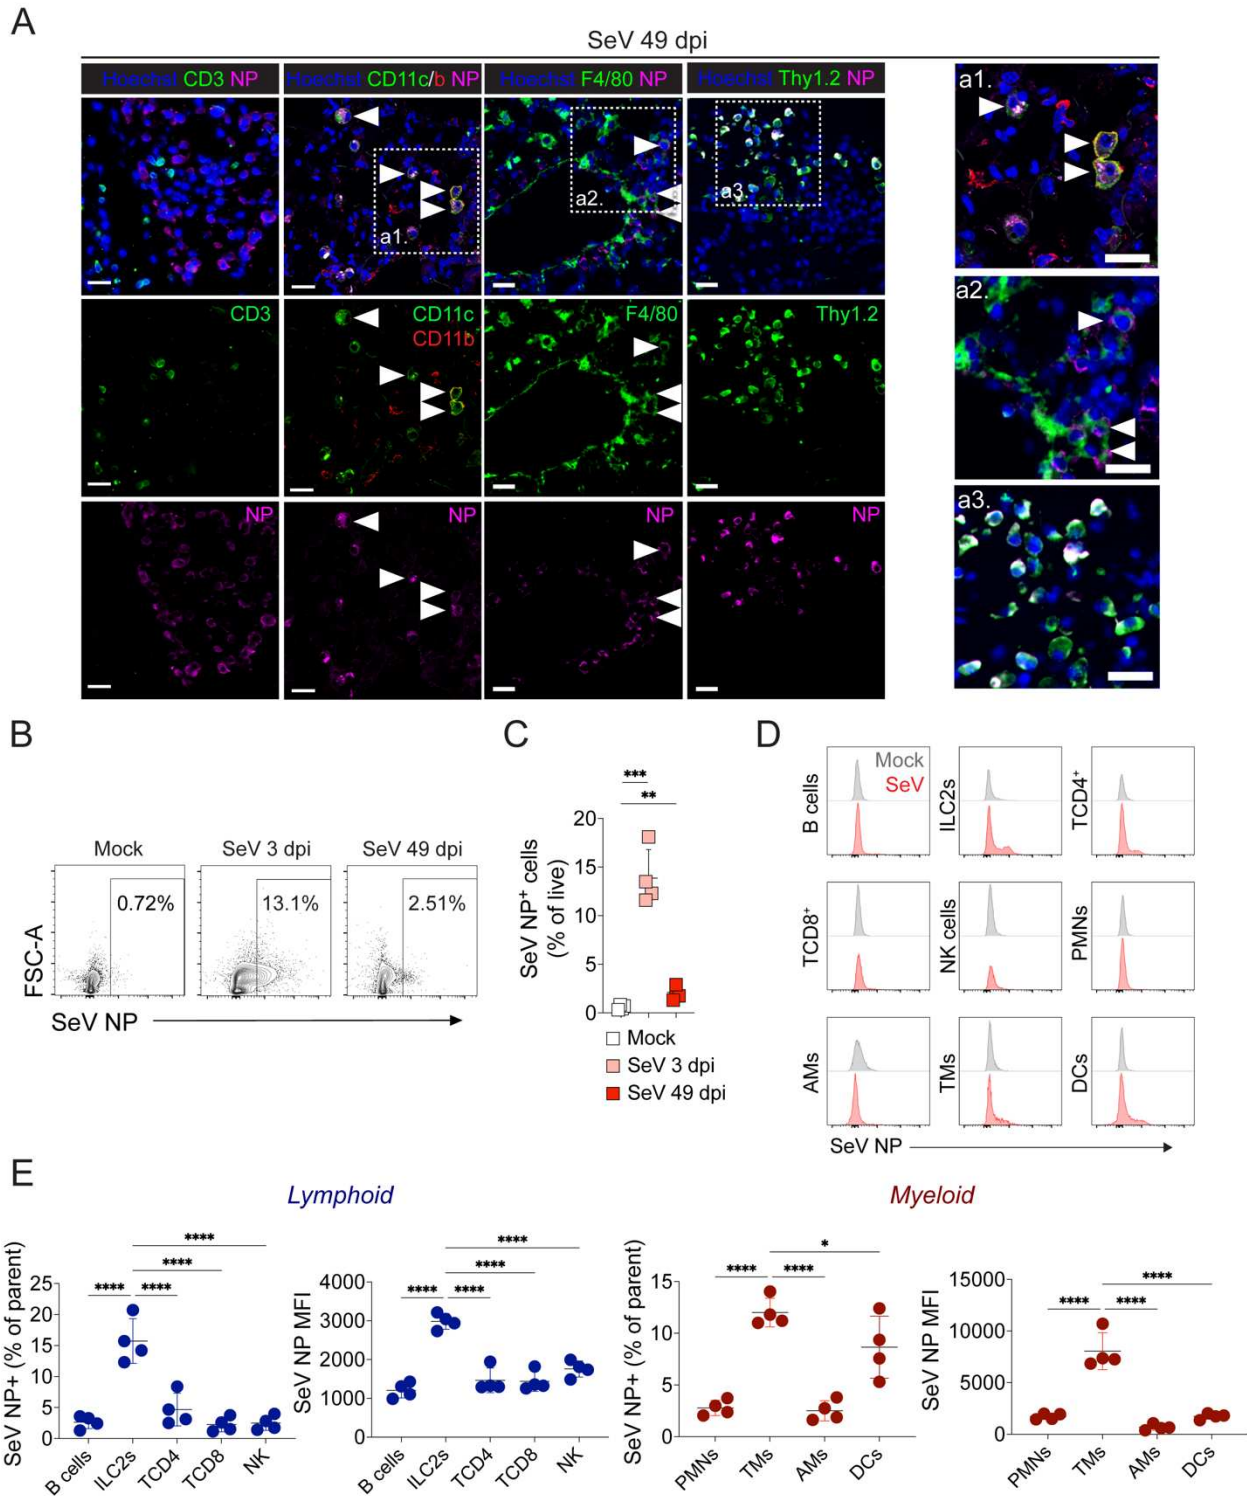 A
SeV 49 dpi
Hoechst CD3 NP
Hoechst CD11c/b NP
Hoechst F4/80 NP
Hoechst Thy1.2 NP
a1.
a2.
a3.
a1.
CD3
CD11c
CD11b
F4/80
Thy1.2
a2.
NP
NP
NP
NP
a3.
B
Mock
SeV 3 dpi
SeV 49 dpi
0.72%
13.1%
2.51%
FSC-A
SeV NP
C
***
**
SeV NP+ cells
(% of live)
20
15
10
5
0
Mock
SeV 3 dpi
SeV 49 dpi
D
Mock
SeV
B cells
ILC2s
TCD4+
TCD8+
NK cells
PMNs
AMs
TMs
DCs
SeV NP
E
Lymphoid
Myeloid
SeV NP+ (% of parent)
25
20
15
10
5
0
****
****
****
****
B cells
ILC2s
TCD4
TCD8
NK
SeV NP MFI
4000
3000
2000
1000
0
****
****
****
****
B cells
ILC2s
TCD4
TCD8
NK
SeV NP+ (% of parent)
15
10
5
0
*
****
****
PMNs
TMs
AMs
DCs
SeV NP MFI
15000
10000
5000
0
****
****
****
PMNs
TMs
AMs
DCs